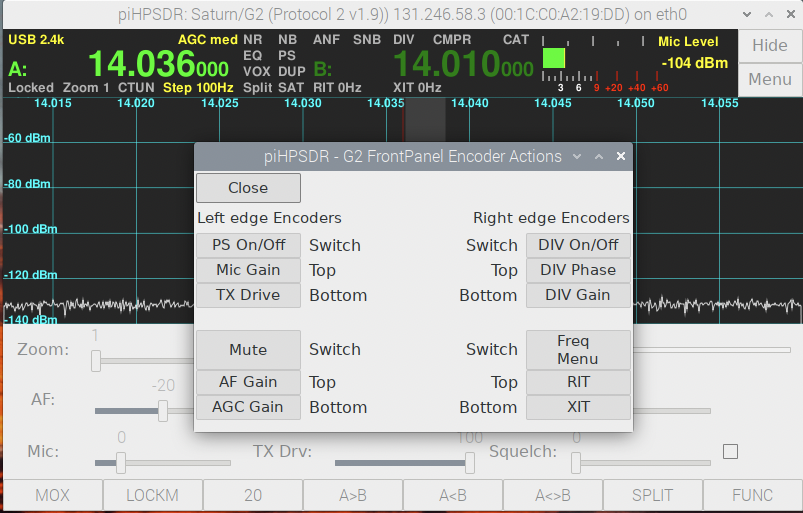 piHPSDR: Saturn/G2 (Protocol 2 v1.9)) 131.246.58.3 (00:1C:C0:A2:19:DD) on eth0
USB 2.4k AGC med NR NB ANF SNB DIV CMPR CAT Mic Level Hide
A: 14.036000 EQ PS B: 14.010000 -104 dBm
VOX DUP Menu
Locked Zoom 1 CTUN Step 100Hz Split SAT RIT 0Hz XIT 0Hz 3 6 9 +20 +40 +60
14.015 14.020 14.025 14.030 14.035 14.040 14.045 14.050 14.055
-60 dBm
piHPSDR - G2 FrontPanel Encoder Actions
-80 dBm
Close
Left edge Encoders Right edge Encoders
-100 dBm
PS On/Off Switch Switch DIV On/Off
Mic Gain Top Top DIV Phase
-120 dBm
TX Drive Bottom Bottom DIV Gain
-140 dBm
1
Zoom:
Mute Switch Switch Freq
Menu
-20
AF Gain Top Top RIT
AF:
AGC Gain Bottom Bottom XIT
0 100 0
Mic: TX Drv: Squelch:
MOX LOCKM 20 A>B A<B A<>B SPLIT FUNC